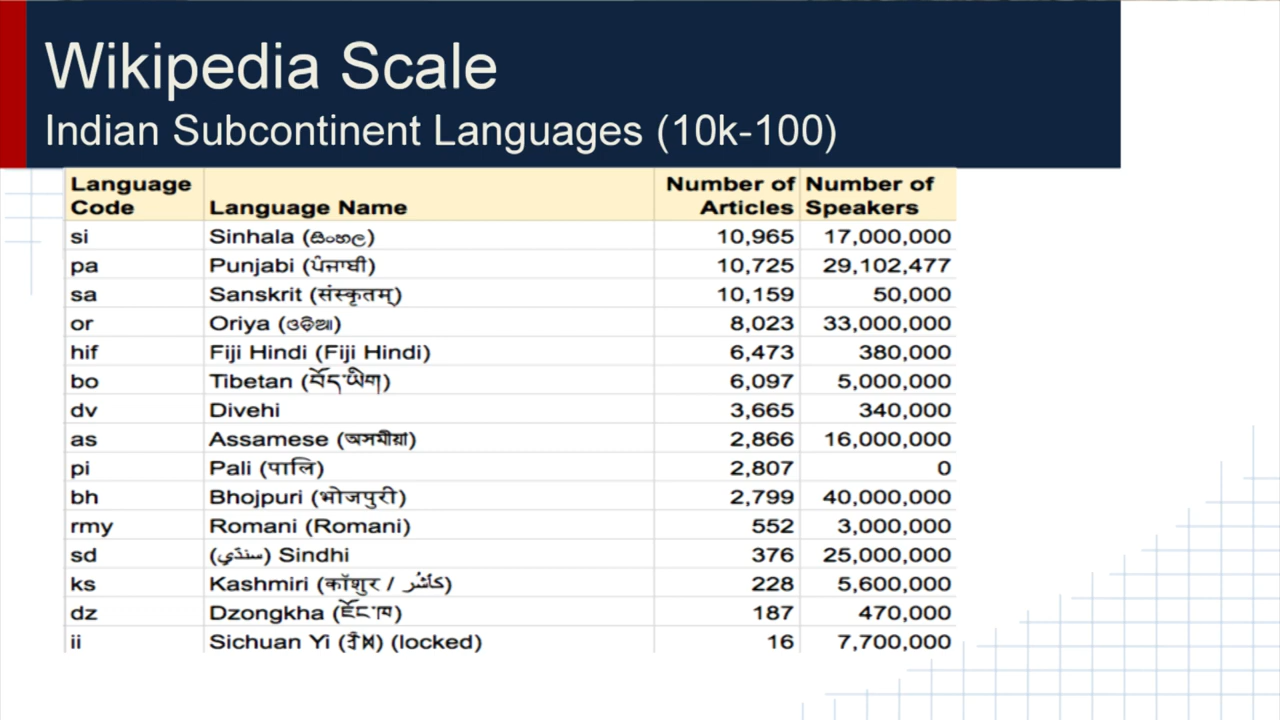 Wikipedia Scale
Indian Subcontinent Languages (10k-100)
Language Code Language Name Number of Articles Number of Speakers
si Sinhala (සිංහල) 10,965 17,000,000
pa Punjabi (ਪੰਜਾਬੀ) 10,725 29,102,477
sa Sanskrit (संस्कृतम्) 10,159 50,000
or Oriya (ଓଡ଼ିଆ) 8,023 33,000,000
hif Fiji Hindi (Fiji Hindi) 6,473 380,000
bo Tibetan (བོད་ཡིག) 6,097 5,000,000
dv Divehi 3,665 340,000
as Assamese (অসমীয়া) 2,866 16,000,000
pi Pali (पालि) 2,807 0
bh Bhojpuri (भोजपुरी) 2,799 40,000,000
rmy Romani (Romani) 552 3,000,000
sd (سنڌي) Sindhi 376 25,000,000
ks Kashmiri (कॉशुर / كأشُر) 228 5,600,000
dz Dzongkha (རྫོང་ཁ) 187 470,000
ii Sichuan Yi (ꆇꉙ) (locked) 16 7,700,000